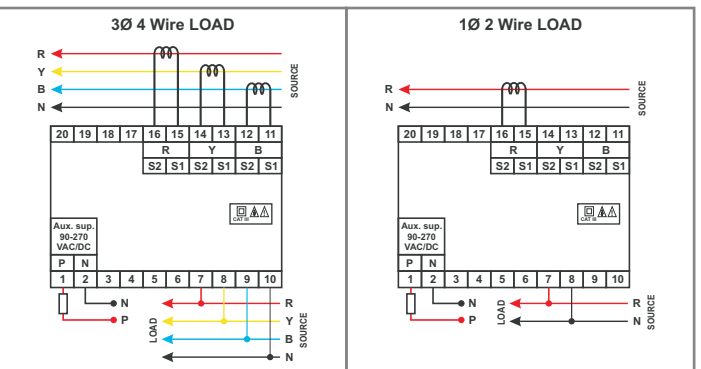 3Ø 4 Wire LOAD
R
Y
B
N
SOURCE
20 19 18 17 16 15 14 13 12 11
R Y B
S2 S1 S2 S1 S2 S1
CAT III
Aux. sup.
90-270
VAC/DC
P N
1 2 3 4 5 6 7 8 9 10
N
P
LOAD
R
Y
B
N
SOURCE
1Ø 2 Wire LOAD
R
N
SOURCE
20 19 18 17 16 15 14 13 12 11
R Y B
S2 S1 S2 S1 S2 S1
CAT III
Aux. sup.
90-270
VAC/DC
P N
1 2 3 4 5 6 7 8 9 10
N
P
LOAD
R
N
SOURCE